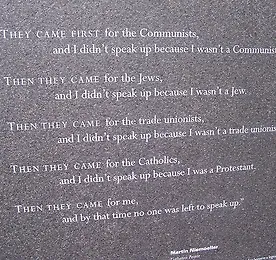 THEY CAME FIRST for the Communists,
and I didn't speak up because I wasn't a Communist
THEN THEY CAME for the Jews,
and I didn't speak up because I wasn't a Jew.
THEN THEY CAME for the trade unionists,
and I didn't speak up because I wasn't a trade unionis
THEN THEY CAME for the Catholics,
and I didn't speak up because I was a Protestant.
THEN THEY CAME for me,
and by that time no one was left to speak up."
Martin Niemoeller